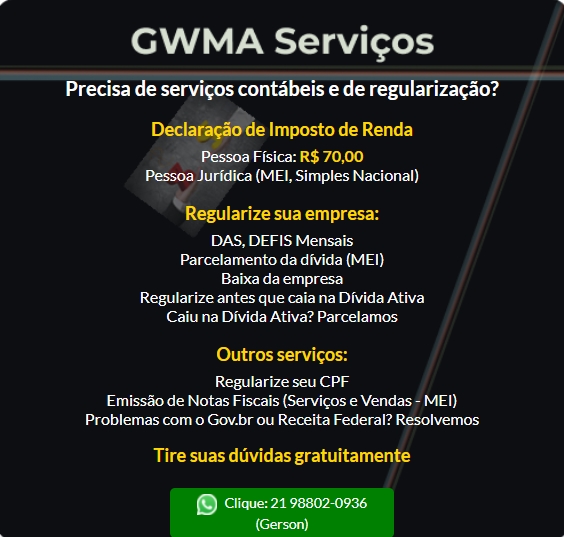 GWMA Serviços
Precisa de serviços contábeis e de regularização?
Declaração de Imposto de Renda
Pessoa Física: R$ 70,00
Pessoa Jurídica (MEI, Simples Nacional)
Regularize sua empresa:
DAS, DEFIS Mensais
Parcelamento da dívida (MEI)
Baixa da empresa
Regularize antes que caia na Dívida Ativa
Caiu na Dívida Ativa? Parcelamos
Outros serviços:
Regularize seu CPF
Emissão de Notas Fiscais (Serviços e Vendas - MEI)
Problemas com o Gov.br ou Receita Federal? Resolvemos
Tire suas dúvidas gratuitamente
Clique: 21 98802-0936
(Gerson)